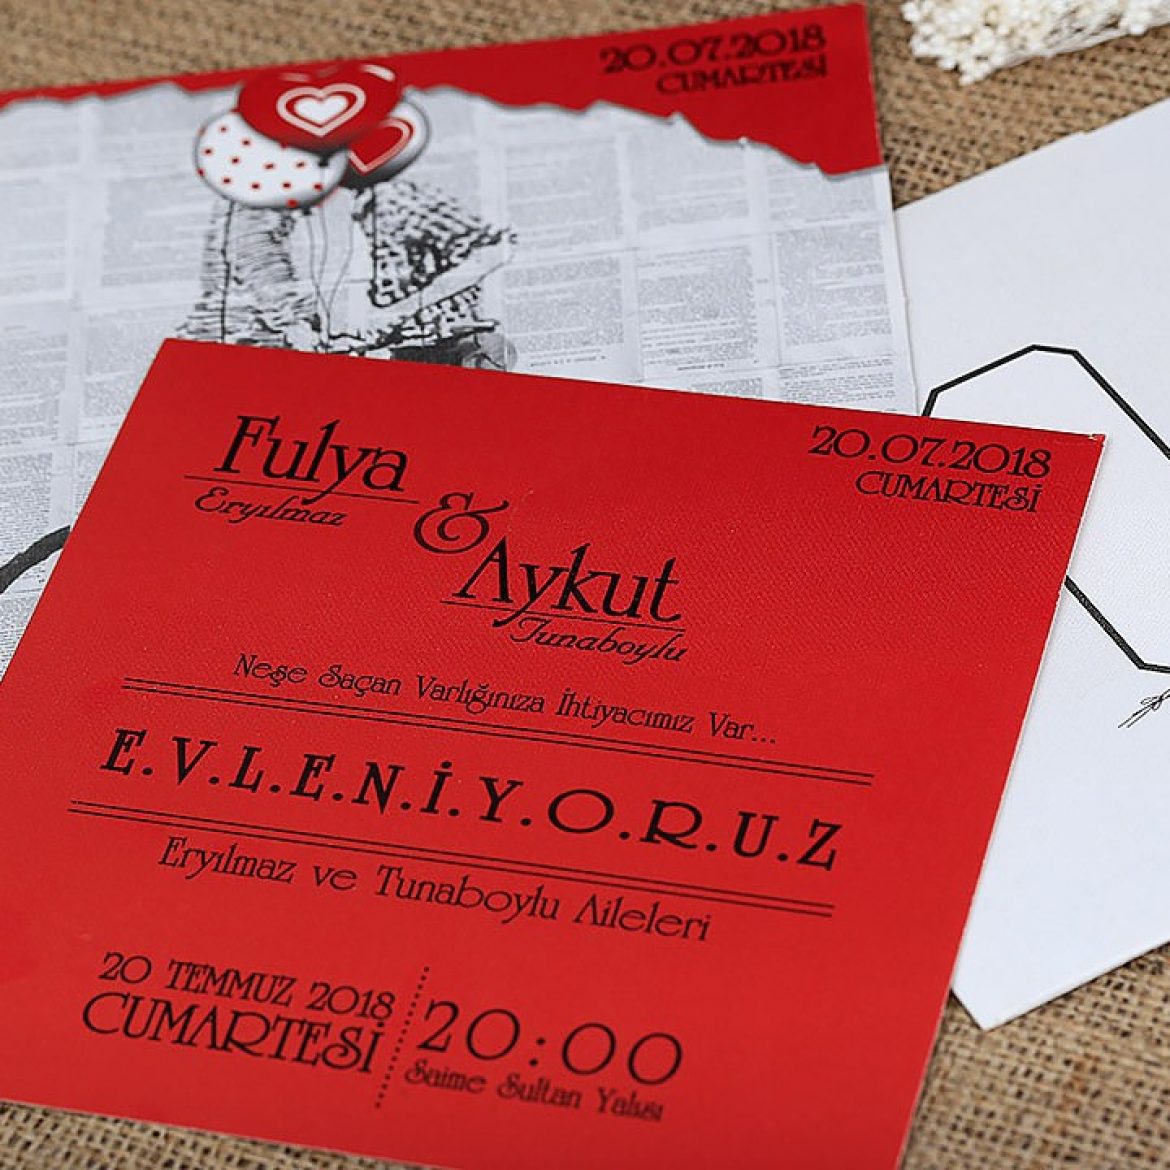 20.07.2018
CUMARTESİ
Fulya
Eryılmaz
&
Aykut
Tunaboylu
20.07.2018
CUMARTESİ
Neşe Saçan Varlığınıza İhtiyacımız Var...
E.V.L.E.N.İ.Y.O.R.U.Z
Eryılmaz ve Tunaboylu Aileleri
20 TEMMUZ 2018
CUMARTESİ
20:00
Saime Sultan Yalısı